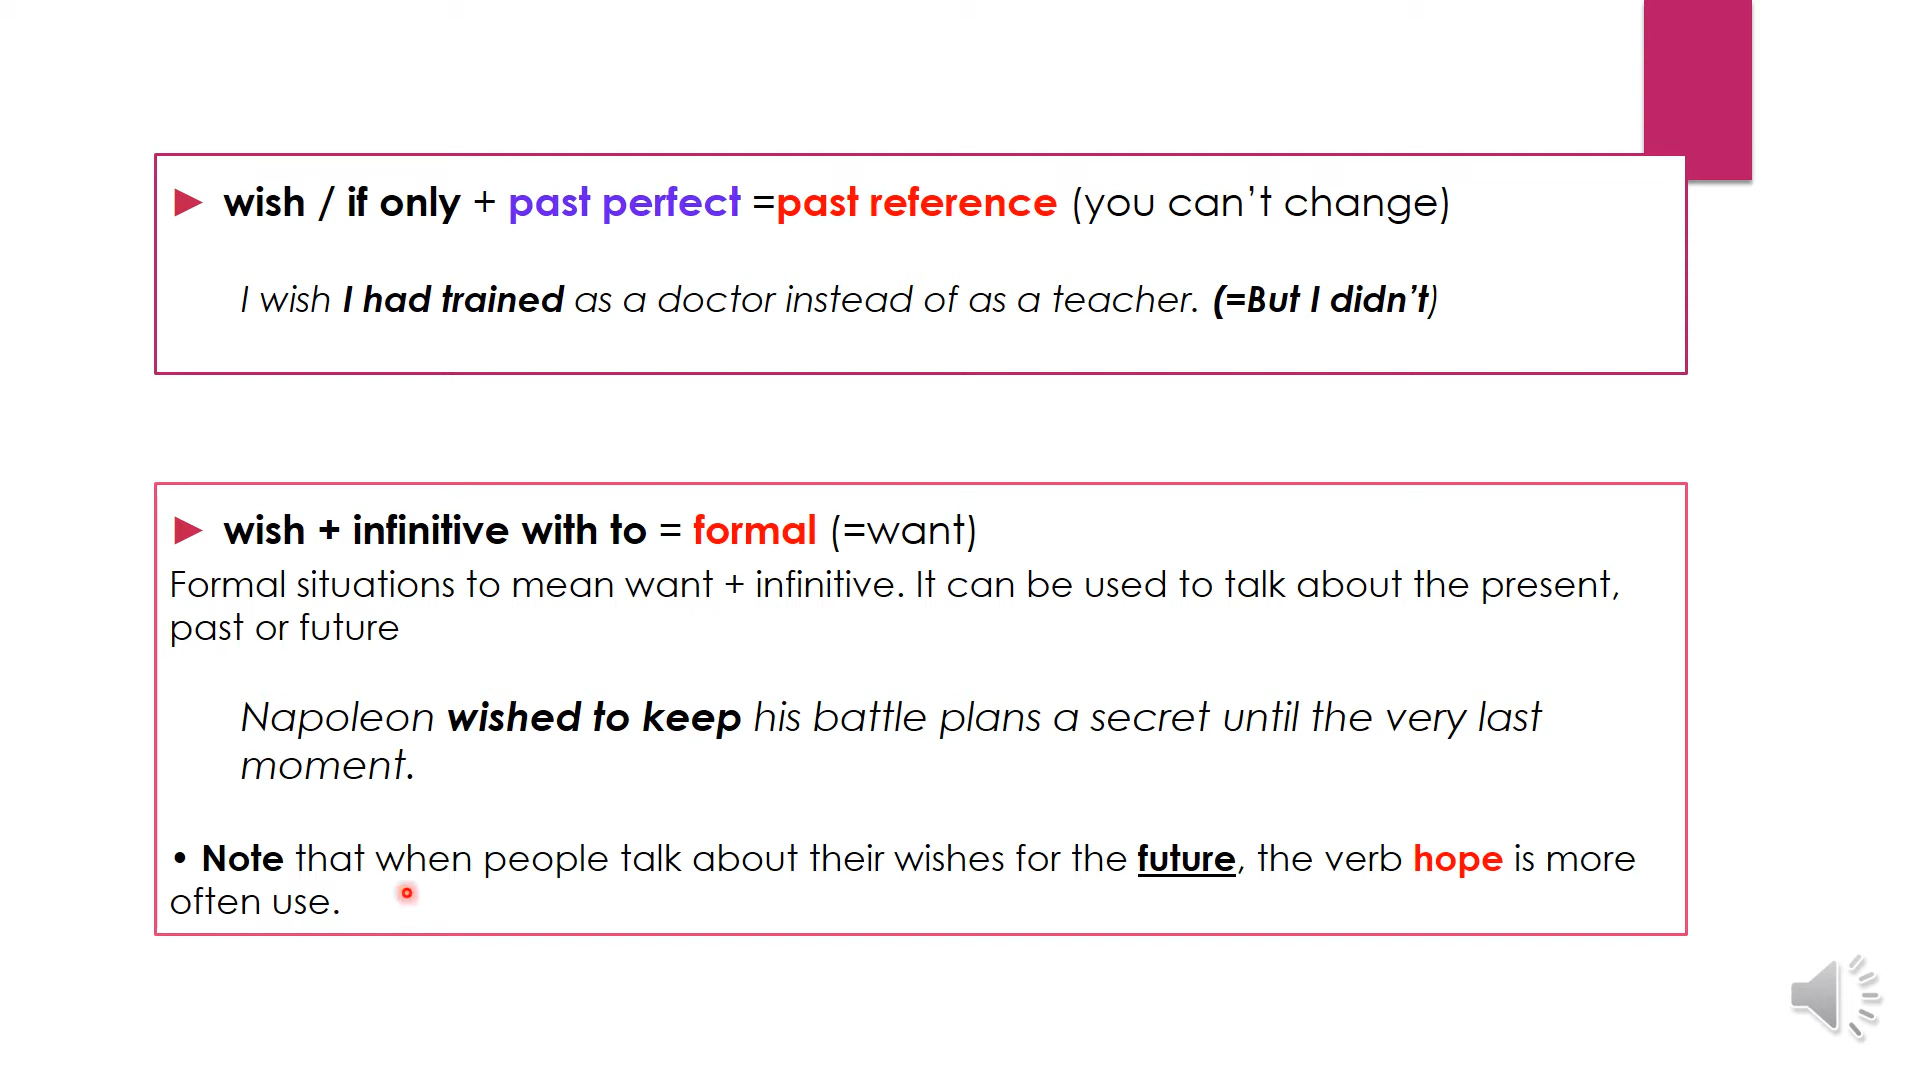 ► wish / if only + past perfect =past reference (you can’t change)
I wish I had trained as a doctor instead of as a teacher. (=But I didn’t)
► wish + infinitive with to = formal (=want)
Formal situations to mean want + infinitive. It can be used to talk about the present,
past or future
Napoleon wished to keep his battle plans a secret until the very last
moment.
• Note that when people talk about their wishes for the future, the verb hope is more
often use.